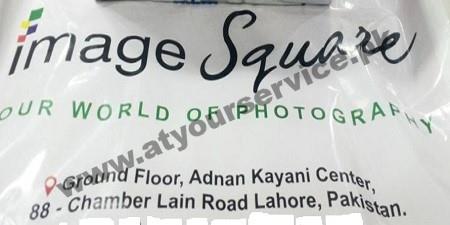 image Square
OUR WORLD OF PHOTOGRAPHY
www.atyourservice.pk
Ground Floor, Adnan Kayani Center,
88 - Chamber Lain Road Lahore, Pakistan.